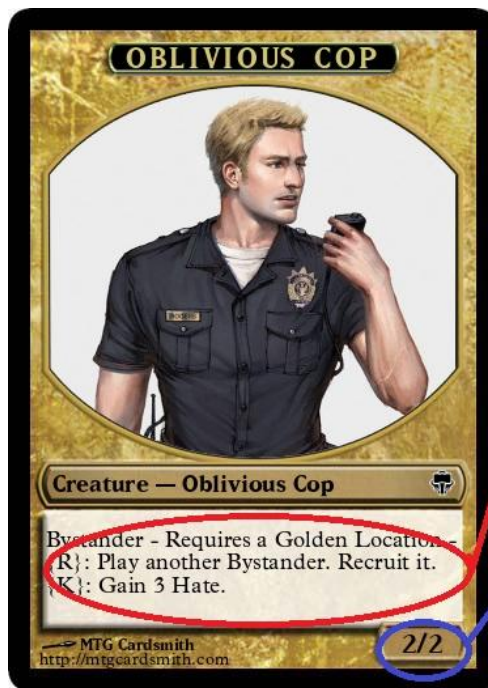 OBLIVIOUS COP
Creature — Oblivious Cop
Bystander - Requires a Golden Location -
{R}: Play another Bystander. Recruit it.
{K}: Gain 3 Hate.
2/2
MTG Cardsmith
http://mtgcardsmith.com